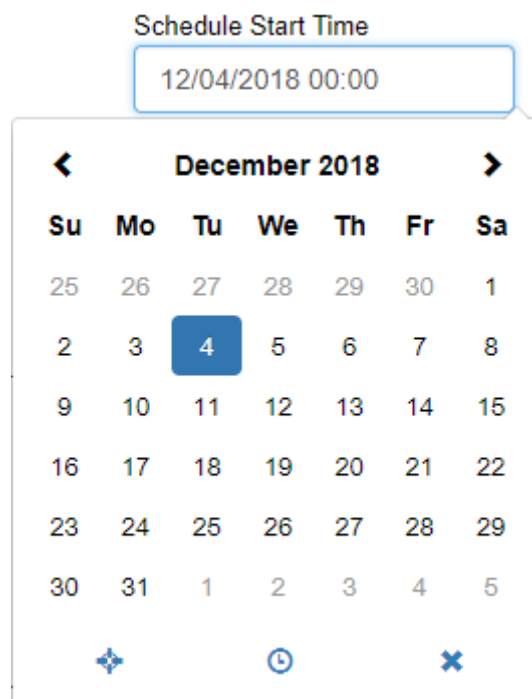 Schedule Start Time
12/04/2018 00:00
December 2018
Su Mo Tu We Th Fr Sa
25 26 27 28 29 30 1
2 3 4 5 6 7 8
9 10 11 12 13 14 15
16 17 18 19 20 21 22
23 24 25 26 27 28 29
30 31 1 2 3 4 5